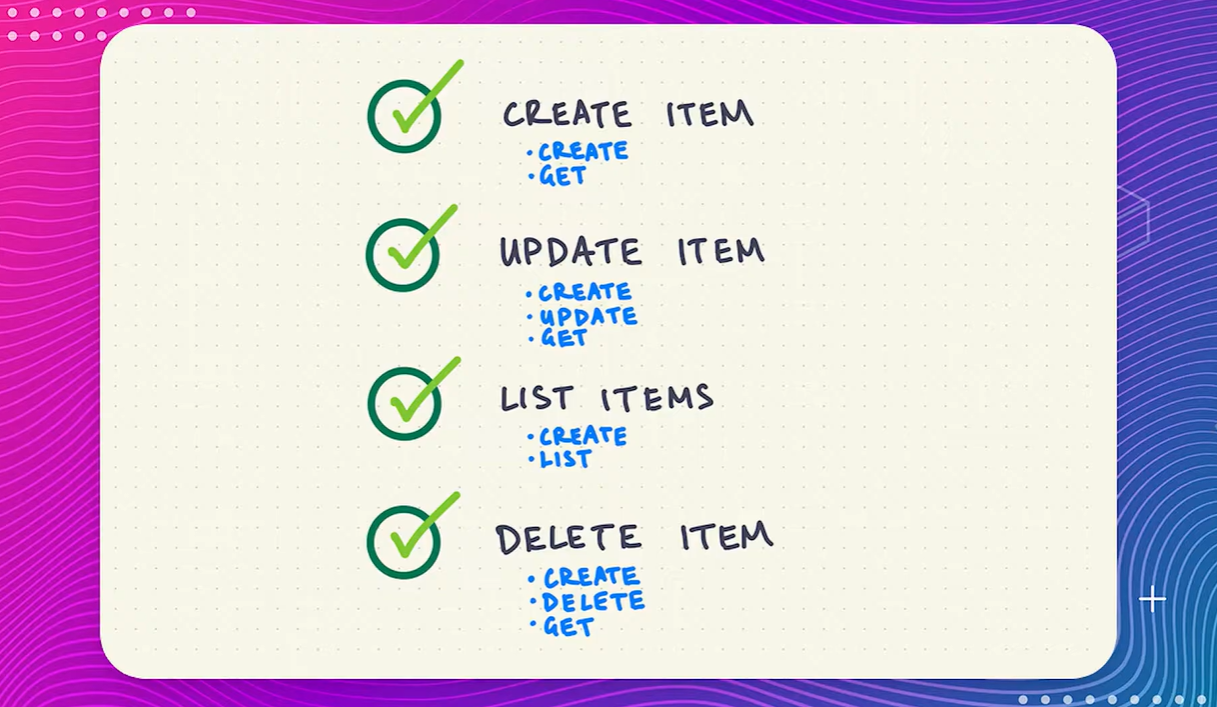 CREATE ITEM
• CREATE
• GET
UPDATE ITEM
• CREATE
• UPDATE
• GET
LIST ITEMS
• CREATE
• LIST
DELETE ITEM
• CREATE
• DELETE
• GET